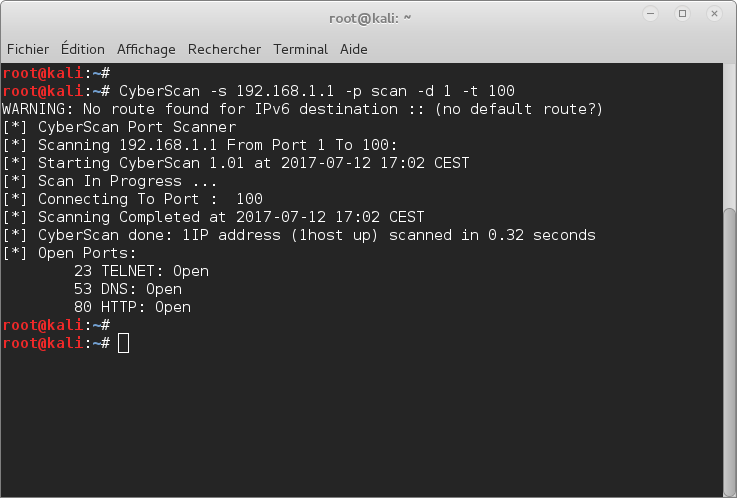 root@kali: ~
Fichier Édition Affichage Rechercher Terminal Aide
root@kali:~#
root@kali:~# CyberScan -s 192.168.1.1 -p scan -d 1 -t 100
WARNING: No route found for IPv6 destination :: (no default route?)
[*] CyberScan Port Scanner
[*] Scanning 192.168.1.1 From Port 1 To 100:
[*] Starting CyberScan 1.01 at 2017-07-12 17:02 CEST
[*] Scan In Progress ...
[*] Connecting To Port :  100
[*] Scanning Completed at 2017-07-12 17:02 CEST
[*] CyberScan done: 1IP address (1host up) scanned in 0.32 seconds
[*] Open Ports:
        23 TELNET: Open
        53 DNS: Open
        80 HTTP: Open
root@kali:~#
root@kali:~#